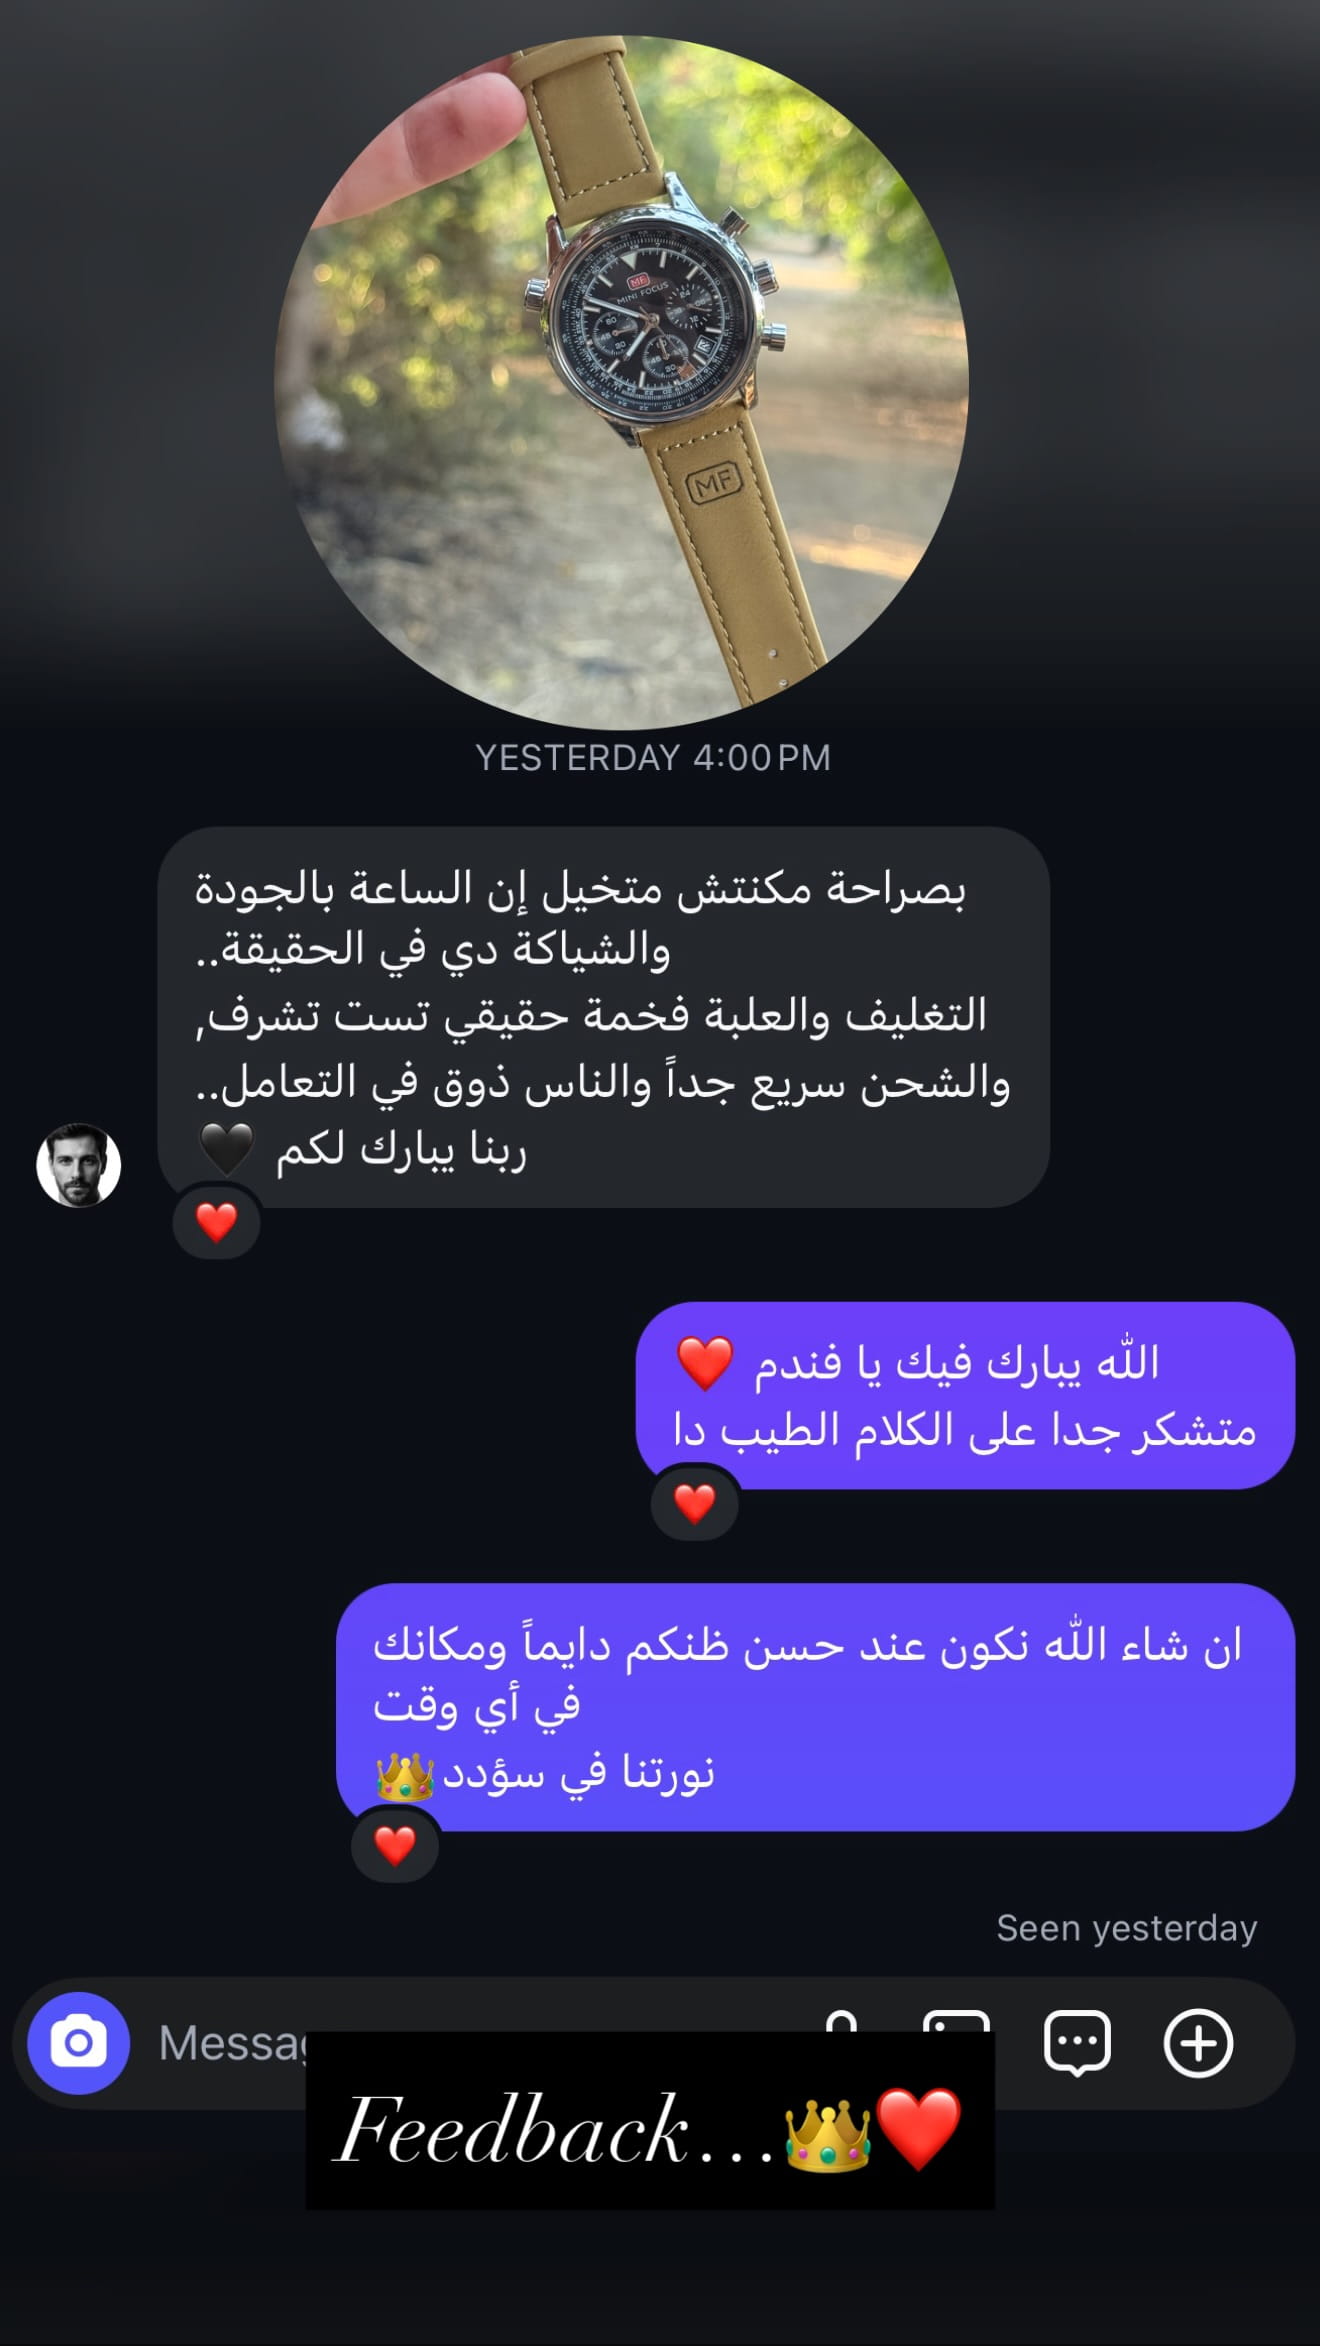 MF
MINI FOCUS
MF
YESTERDAY 4:00 PM
بصراحة مكنتش متخيل إن الساعة بالجودة
والشياكة دي في الحقيقة..
التغليف والعلبة فخمة حقيقي تست تشرف,
والشحن سريع جداً والناس ذوق في التعامل..
ربنا يبارك لكم 🖤
❤️
الله يبارك فيك يا فندم ❤️
متشكر جدا على الكلام الطيب دا
❤️
ان شاء الله نكون عند حسن ظنكم دايماً ومكانك
في أي وقت
نورتنا في سؤدد👑
❤️
Seen yesterday
Feedback...👑❤️